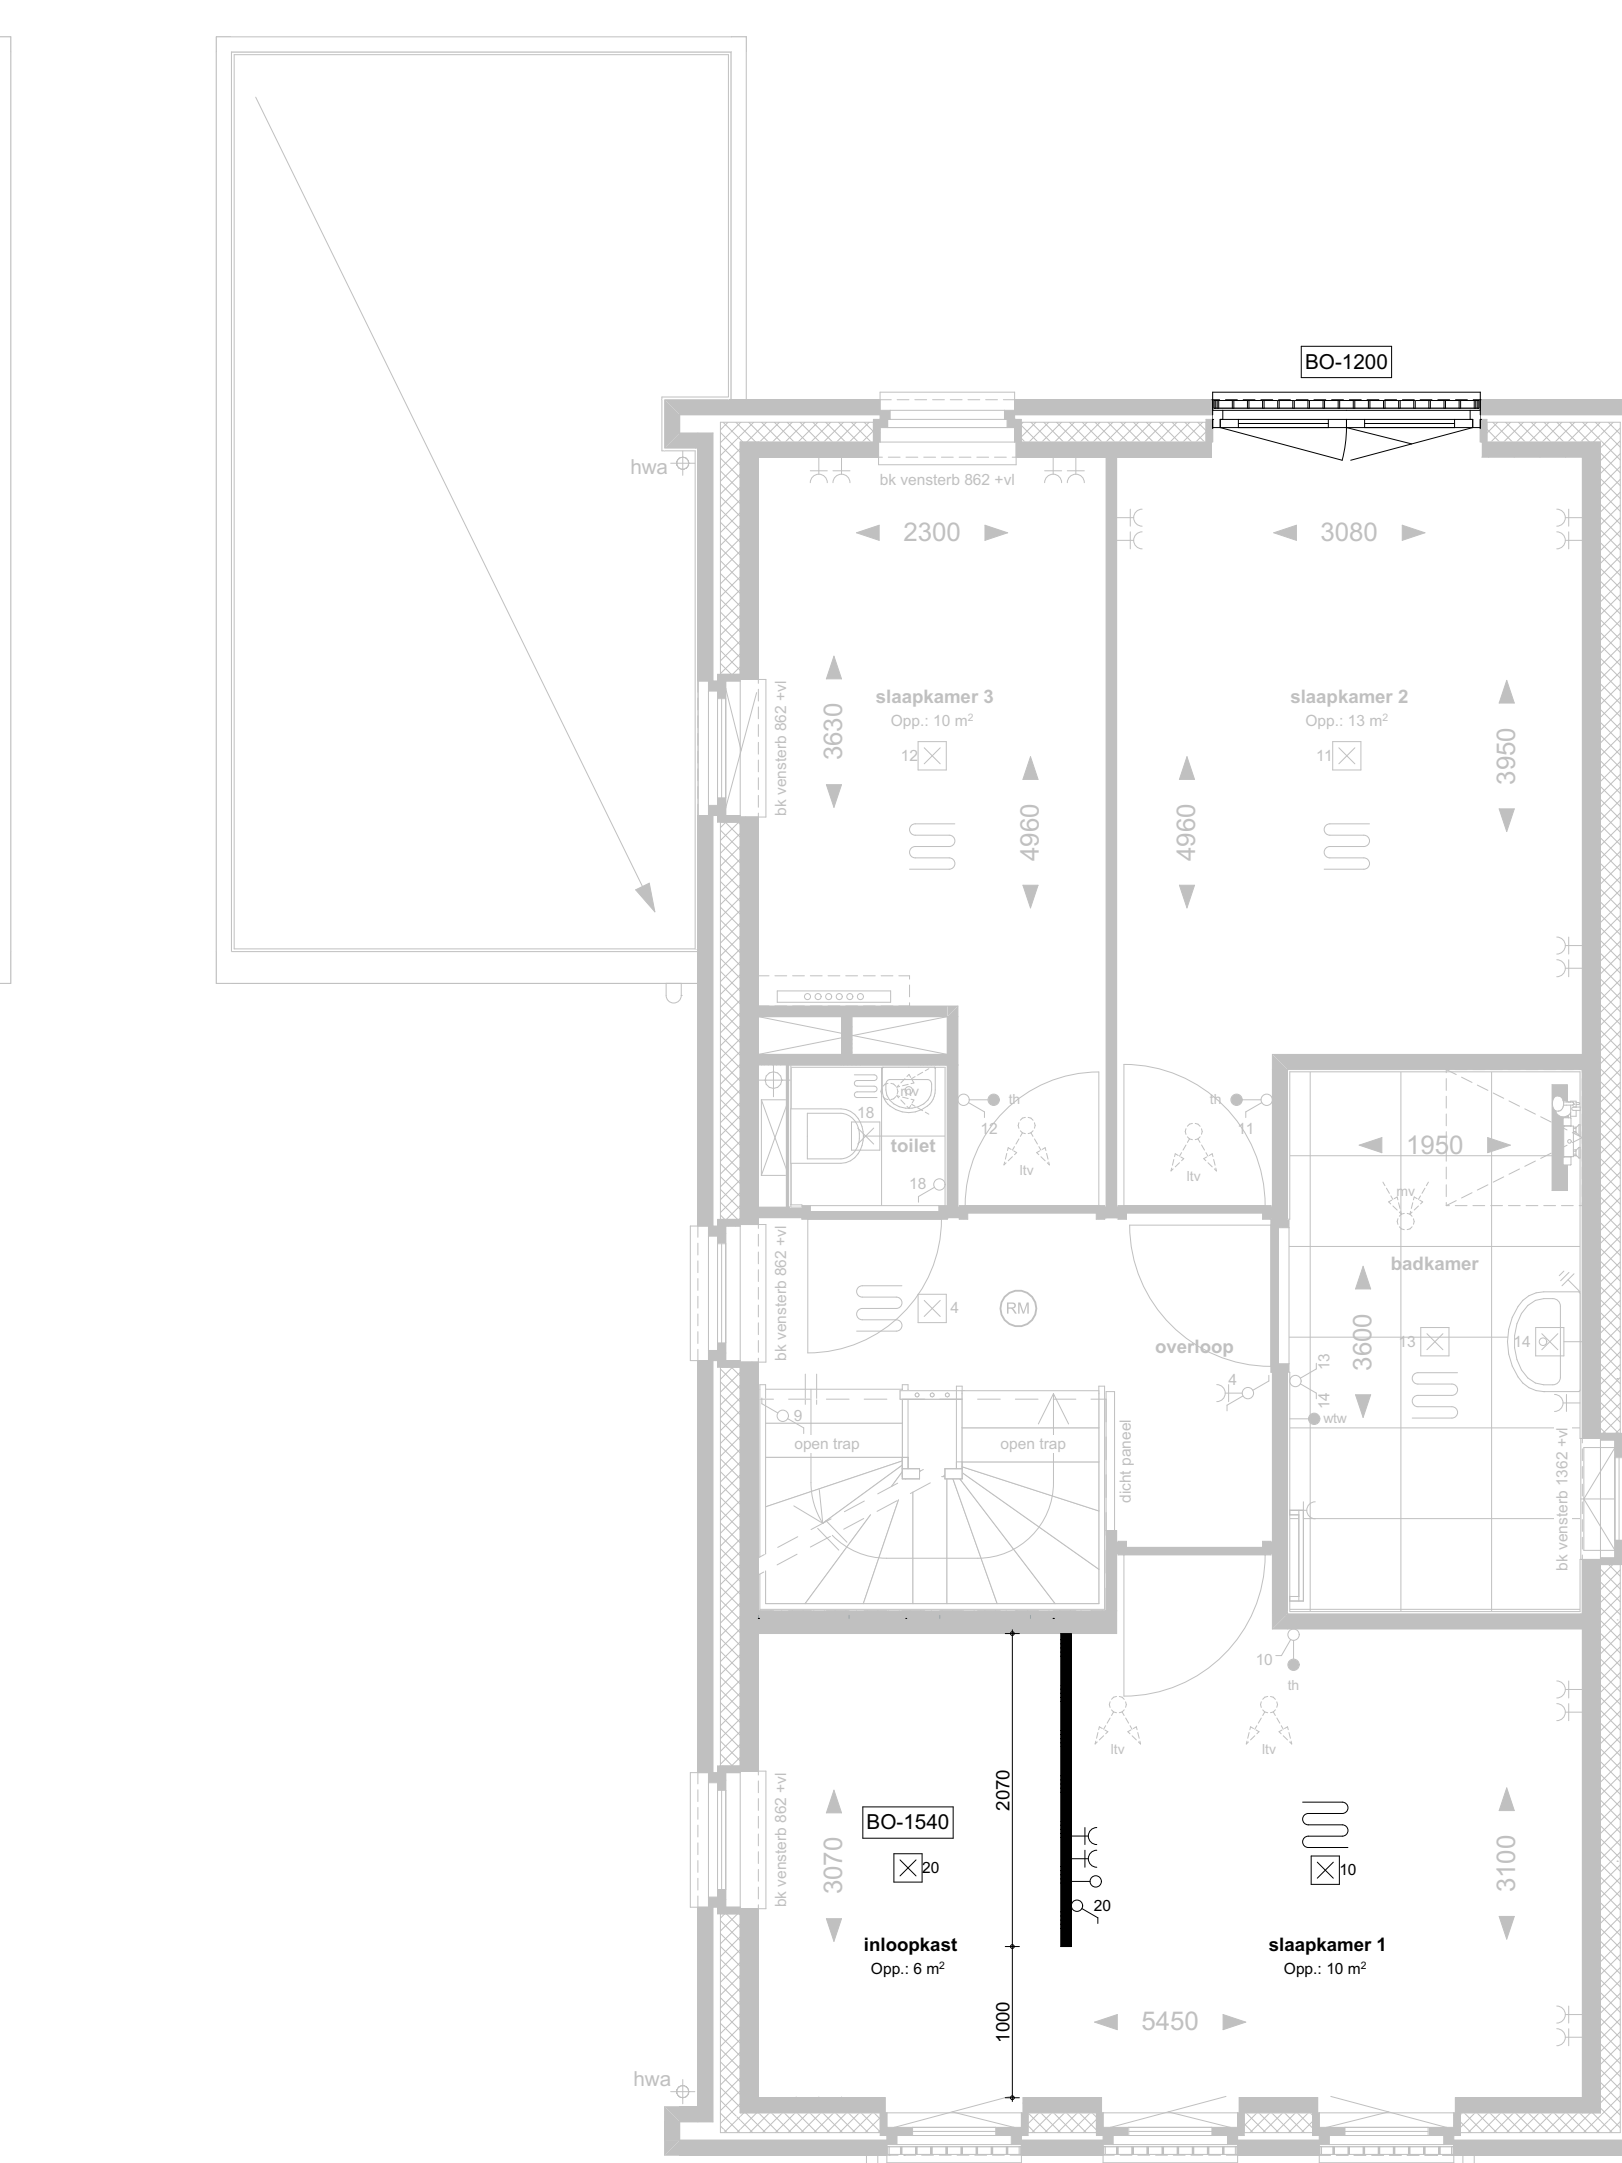 BO-1200
hwa
bk vensterb 862 +vl
2300
3080
slaapkamer 3
Opp.: 10 m²
12
slaapkamer 2
Opp.: 13 m²
11
bk vensterb 862 +vl
3630
3950
4960
4960
th
12
ltv
th
11
ltv
mv
18
toilet
18
1950
mv
badkamer
bk vensterb 862 +vl
4
RM
overloop
3600
13
14
4
13
14
wtw
9
open trap
open trap
dicht paneel
bk vensterb 1362 +vl
10
th
ltv
ltv
2070
BO-1540
20
bk vensterb 862 +vl
3070
10
3100
20
inloopkast
Opp.: 6 m²
slaapkamer 1
Opp.: 10 m²
1000
5450
hwa